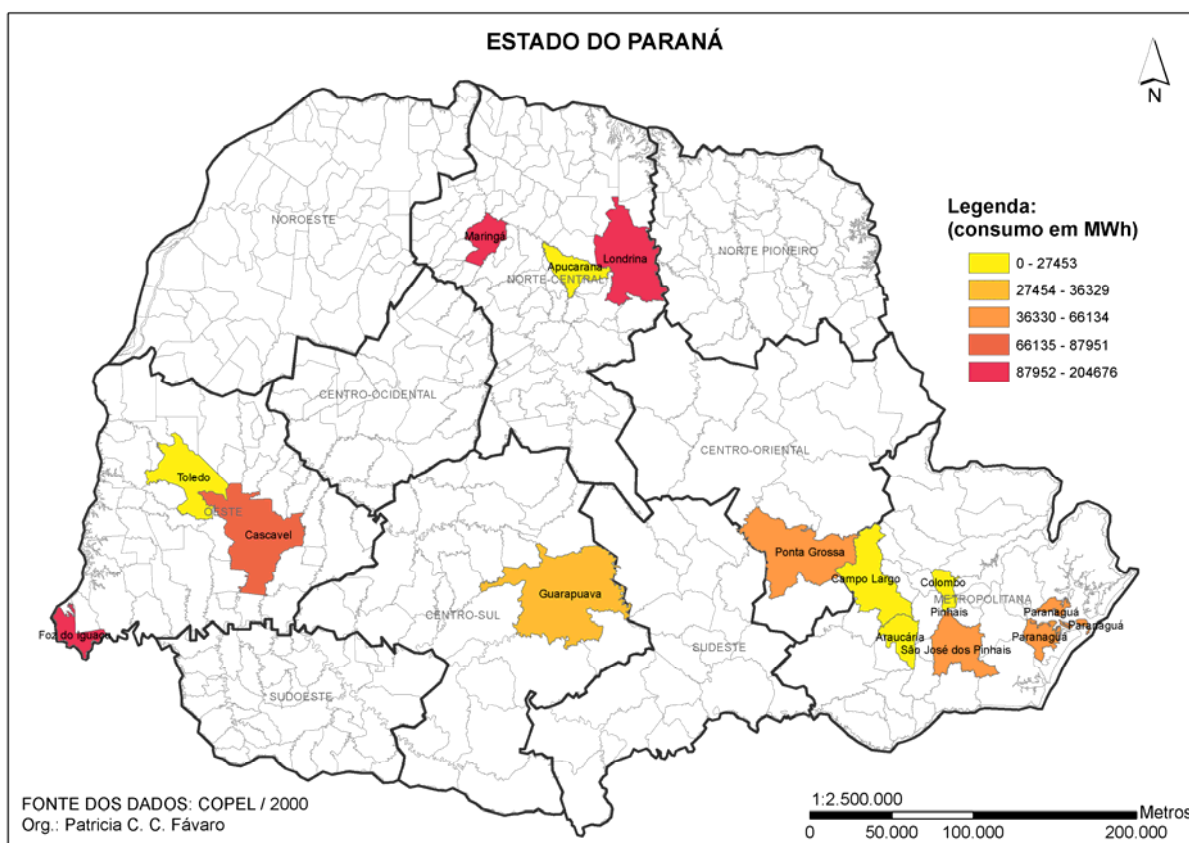 ESTADO DO PARANÁ
N
Legenda:
(consumo em MWh)
0 - 27453
27454 - 36329
36330 - 66134
66135 - 87951
87952 - 204676
NOROESTE
Maringá
Apucarana
Londrina
NORTE-CENTRAL
NORTE PIONEIRO
CENTRO-OCIDENTAL
CENTRO-ORIENTAL
Toledo
OESTE
Cascavel
Ponta Grossa
Campo Largo
Colombo
METROPOLITANA
Guarapuava
CENTRO-SUL
Pinhais
Paranaguá
Paranaguá
Foz do Iguaçu
Araucária
Paranaguá
São José dos Pinhais
SUDESTE
SUDOESTE
FONTE DOS DADOS: COPEL / 2000
Org.: Patricia C. C. Fávaro
1:2.500.000
Metros
0 50.000 100.000 200.000